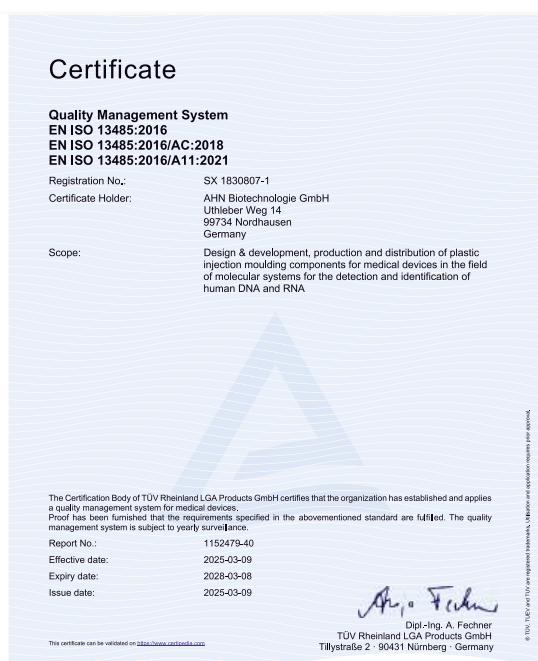 Certificate
Quality Management System
EN ISO 13485:2016
EN ISO 13485:2016/AC:2018
EN ISO 13485:2016/A11:2021
Registration No.: SX 1830807-1
Certificate Holder: AHN Biotechnologie GmbH
Uthleber Weg 14
99734 Nordhausen
Germany
Scope: Design & development, production and distribution of plastic
injection moulding components for medical devices in the field
of molecular systems for the detection and identification of
human DNA and RNA
The Certification Body of TÜV Rheinland LGA Products GmbH certifies that the organization has established and applies
a quality management system for medical devices.
Proof has been furnished that the requirements specified in the abovementioned standard are fulfilled. The quality
management system is subject to yearly surveillance.
Report No.: 1152479-40
Effective date: 2025-03-09
Expiry date: 2028-03-08
Issue date: 2025-03-09
Dipl.-Ing. A. Fechner
TÜV Rheinland LGA Products GmbH
Tillystraße 2 · 90431 Nürnberg · Germany
This certificate can be validated on https://www.certipedia.com
® TÜV, TUEV and TUV are registered trademarks. Utilisation and application requires prior approval.